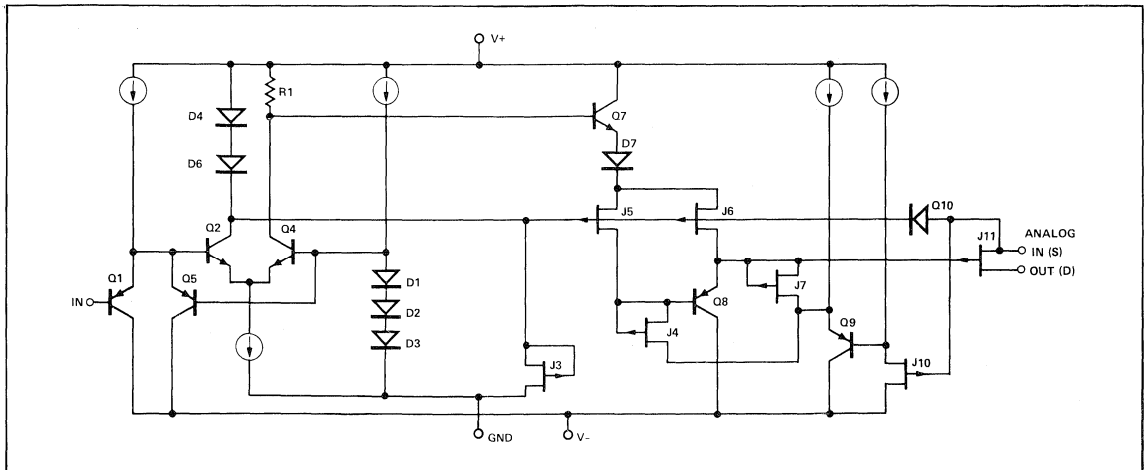 V+
R1
D4
Q7
D7
D6
Q10
J5
J6
ANALOG
J11
IN (S)
OUT (D)
Q2
Q4
Q1
Q5
D1
D2
D3
IN
Q8
J7
J4
Q9
J3
J10
GND
V-